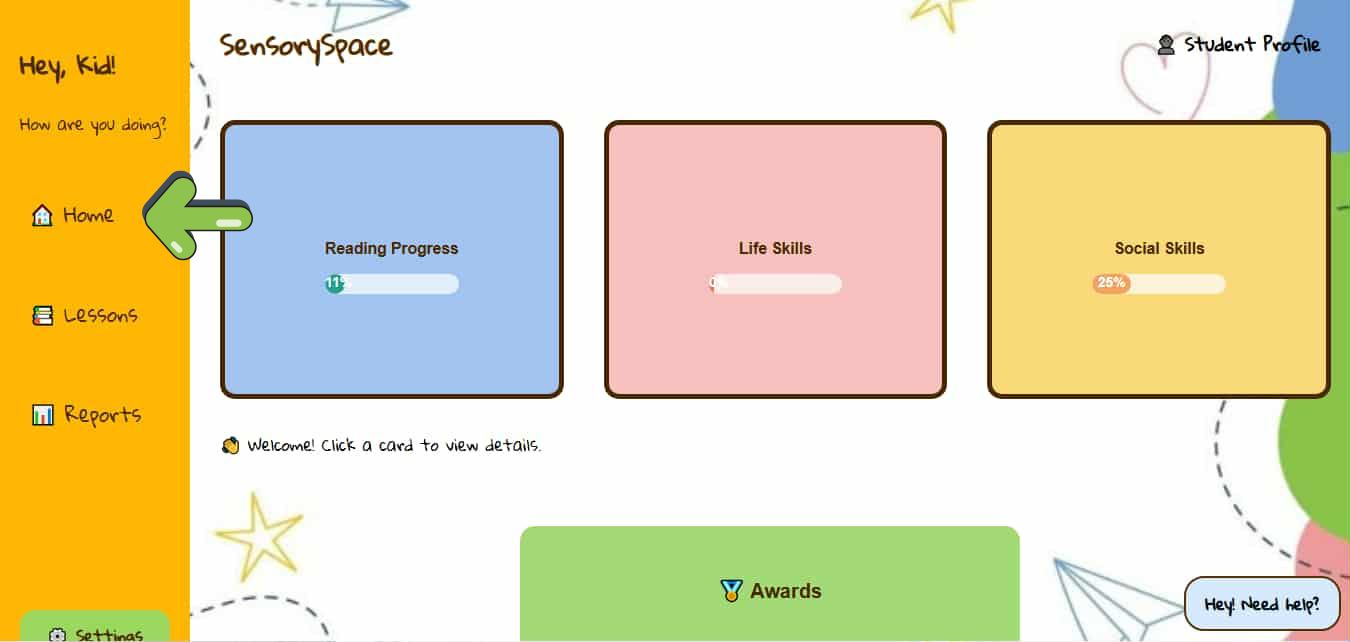 Hey, Kid!
How are you doing?
Home
Lessons
Reports
Settings
SensorySpace
Student Profile
Reading Progress
11%
Life Skills
0%
Social Skills
25%
Welcome! Click a card to view details.
Awards
Hey! Need help?